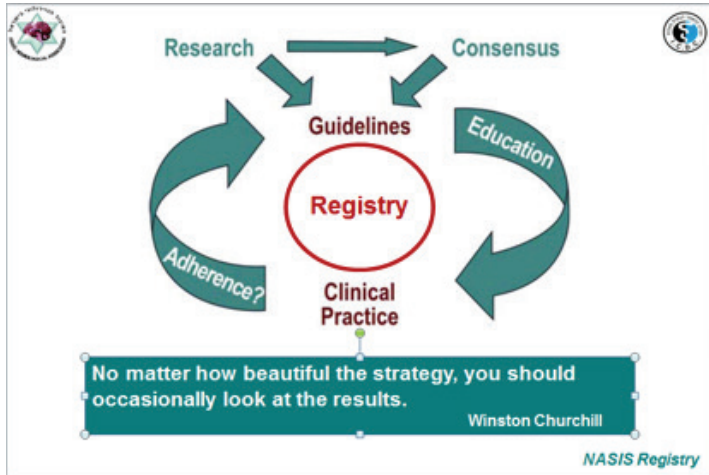 Research
Consensus
Guidelines
Education
Registry
Adherence?
Clinical
Practice
No matter how beautiful the strategy, you should
occasionally look at the results.
Winston Churchill
NASIS Registry